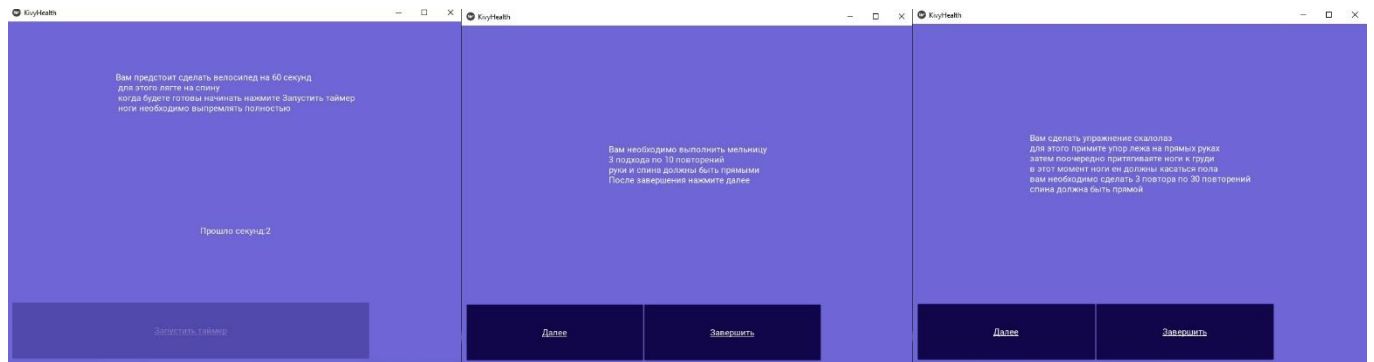 KivyHealth
Вам предстоит сделать велосипед на 60 секунд
для этого лягте на спину
когда будете готовы начинать нажмите Запустить таймер
ноги необходимо выпремлять полностью
Прошло секунд:2
Запустить таймер
KivyHealth
Вам необходимо выполнить мельницу
3 подхода по 10 повторений
руки и спина должны быть прямыми
После завершения нажмите далее
Далее
Завершить
KivyHealth
Вам сделать упражнение скалолаз
для этого примите упор лежа на прямых руках
затем поочередно притягиваяте ноги к груди
в этот момент ноги ен должны касаться пола
вам необходимо сделать 3 повтора по 30 повторений
спина должна быть прямой
Далее
Завершить